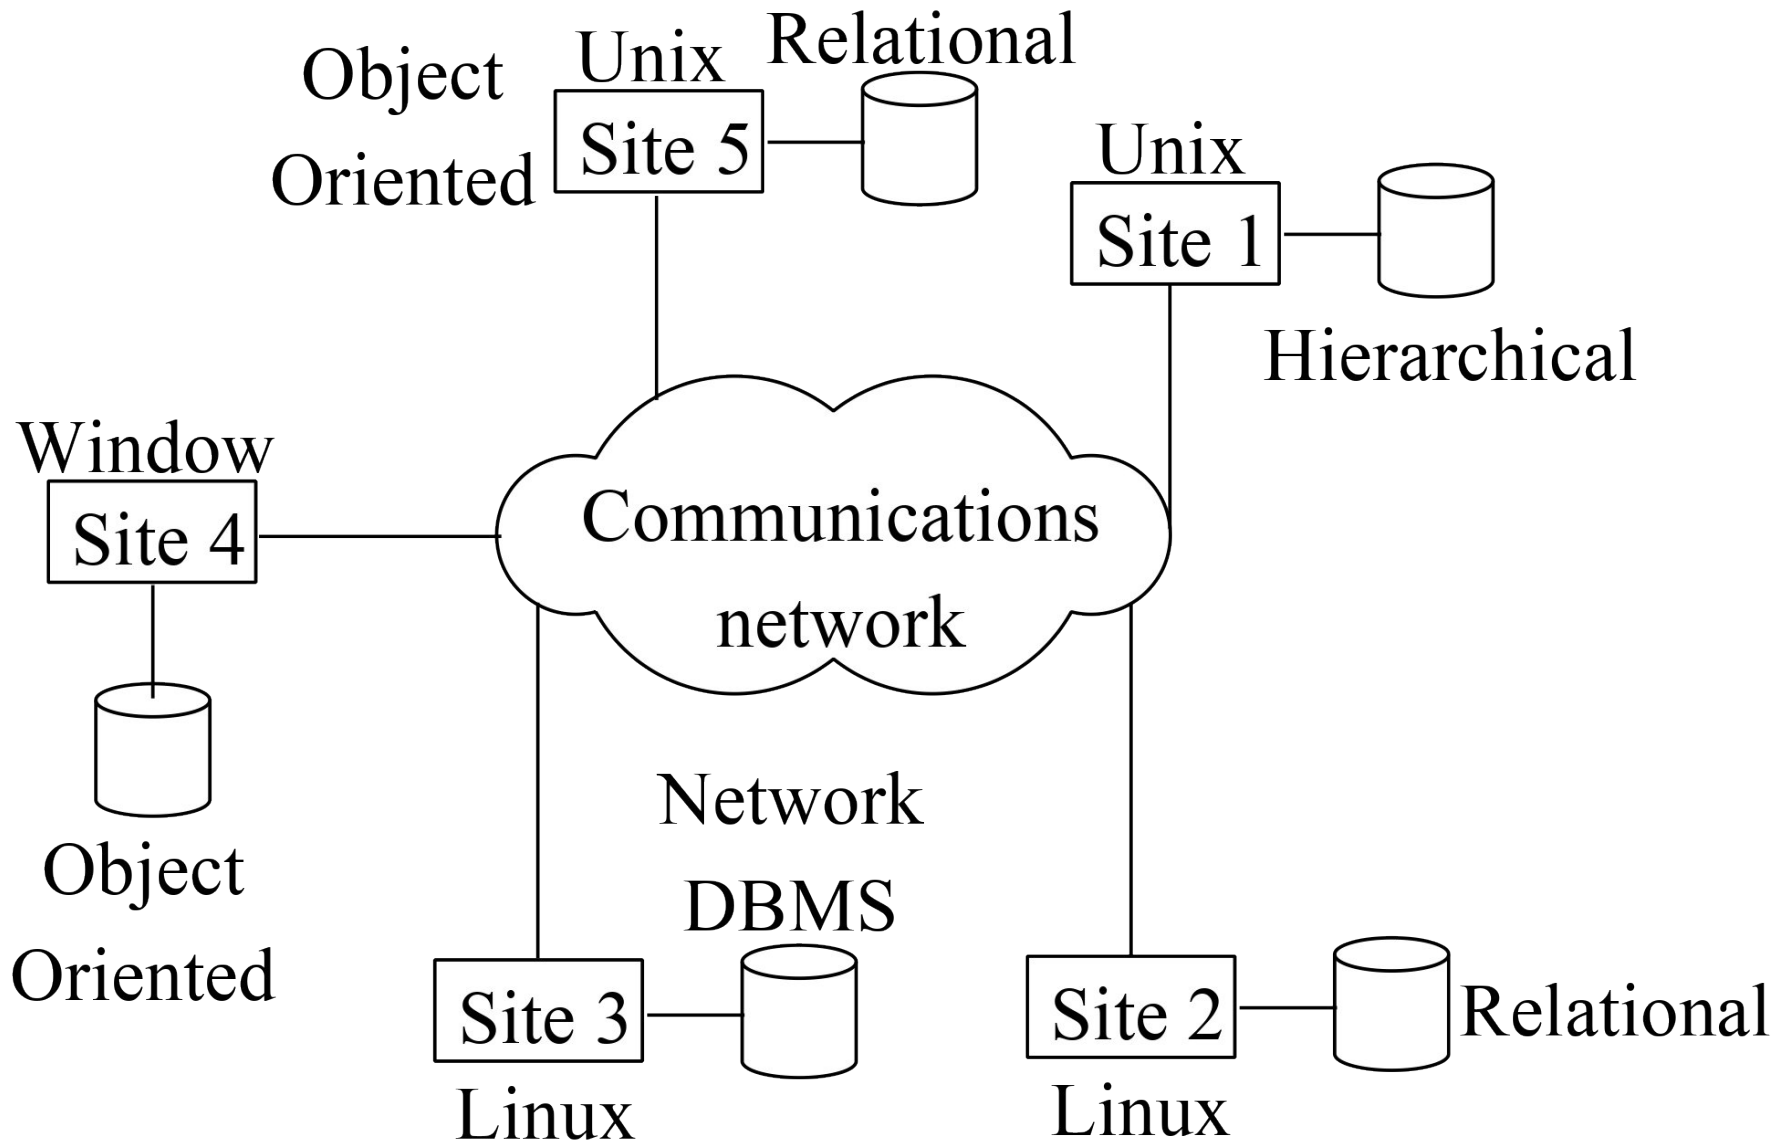 Object
Oriented
Unix
Site 5
Relational
Unix
Site 1
Hierarchical
Window
Site 4
Object
Oriented
Communications
network
Network
DBMS
Site 3
Linux
Site 2
Linux
Relational